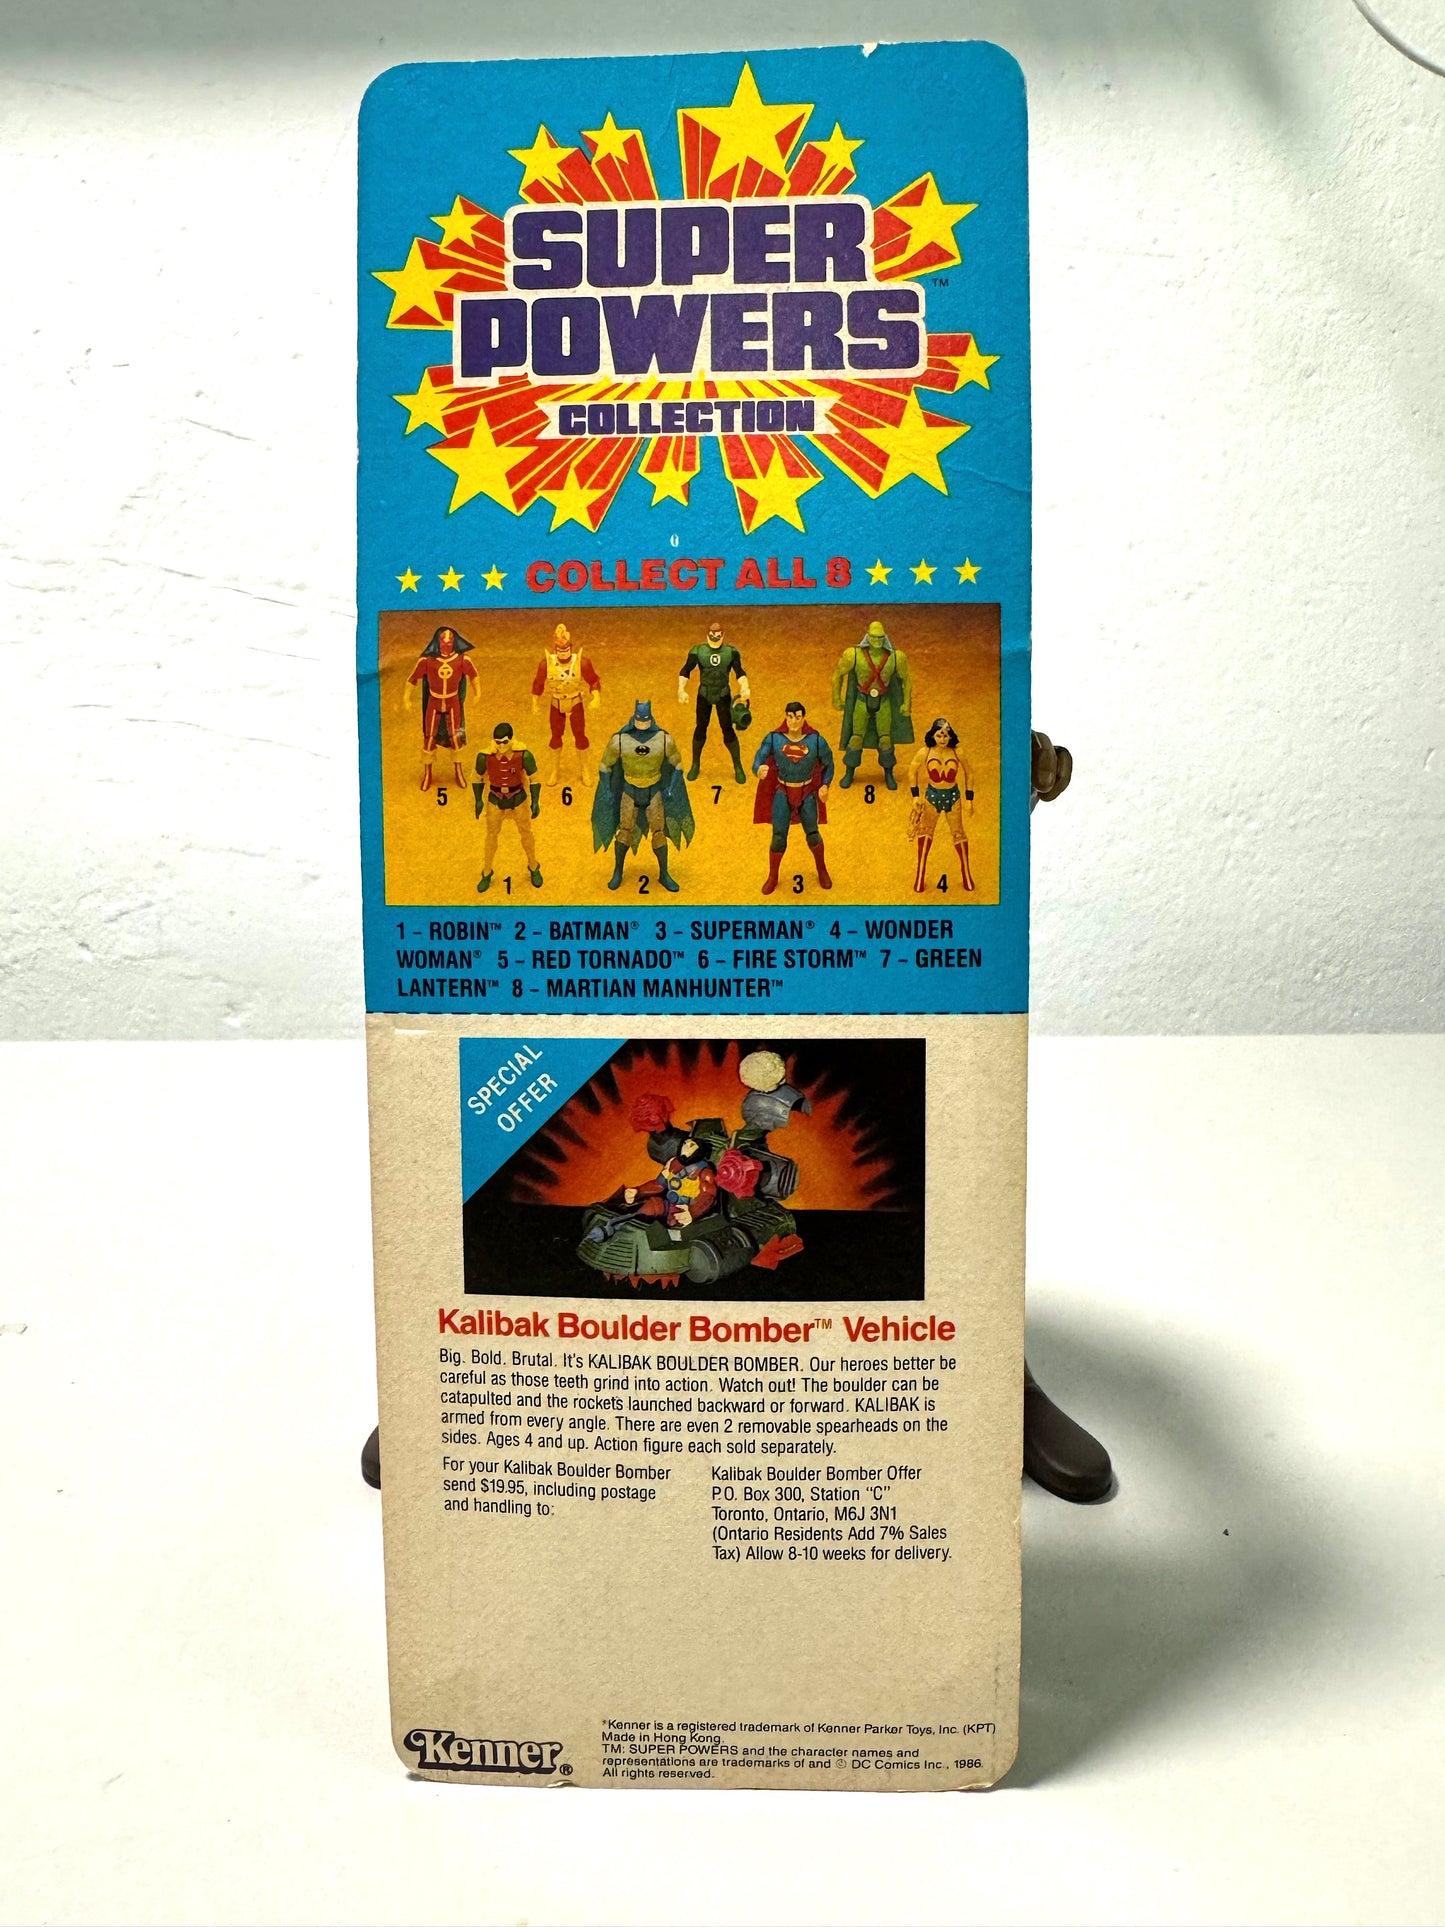 SUPER
POWERS
™
COLLECTION
COLLECT ALL 8
5
6
7
8
1
2
3
4
1 - ROBIN™ 2 - BATMAN® 3 - SUPERMAN® 4 - WONDER
WOMAN® 5 - RED TORNADO™ 6 - FIRE STORM™ 7 - GREEN
LANTERN™ 8 - MARTIAN MANHUNTER™
SPECIAL
OFFER
Kalibak Boulder Bomber™ Vehicle
Big. Bold. Brutal. It's KALIBAK BOULDER BOMBER. Our heroes better be
careful as those teeth grind into action. Watch out! The boulder can be
catapulted and the rockets launched backward or forward. KALIBAK is
armed from every angle. There are even 2 removable spearheads on the
sides. Ages 4 and up. Action figure each sold separately.
For your Kalibak Boulder Bomber
send $19.95, including postage
and handling to:
Kalibak Boulder Bomber Offer
P.O. Box 300, Station "C"
Toronto, Ontario, M6J 3N1
(Ontario Residents Add 7% Sales
Tax) Allow 8-10 weeks for delivery.
Kenner®
*Kenner is a registered trademark of Kenner Parker Toys, Inc. (KPT)
Made in Hong Kong.
TM: SUPER POWERS and the character names and
representations are trademarks of and © DC Comics Inc., 1986.
All rights reserved.